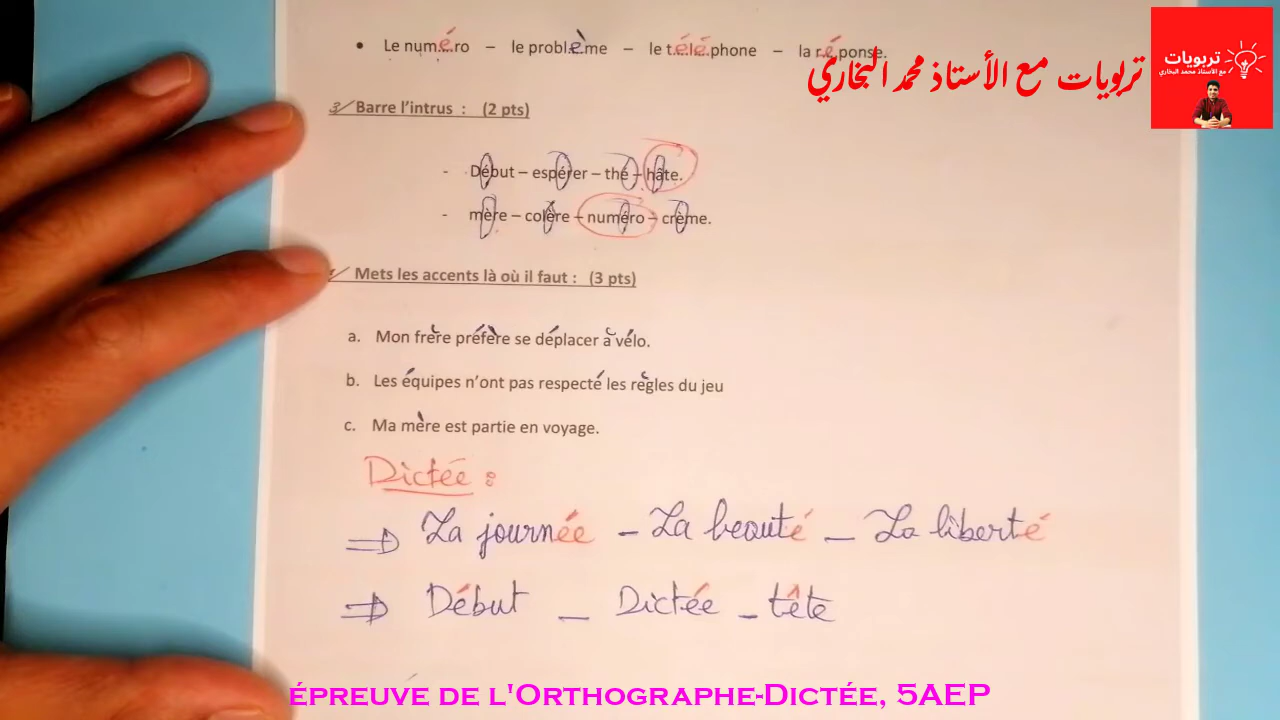 • Le numéro – le problème – le téléphone – la réponse.
تربويات مع الأستاذ محمد البخاري
تربويات
مع الأستاذ محمد البخاري
3/ Barre l'intrus : (2 pts)
- Début – espérer – thé – hâte.
- mère – colère – numéro – crème.
/ Mets les accents là où il faut : (3 pts)
a. Mon frère préfère se déplacer à vélo.
b. Les équipes n'ont pas respecté les règles du jeu
c. Ma mère est partie en voyage.
Dictée :
⇒ La journée – La beauté – La liberté
⇒ Début – Dictée – tête
épreuve de l'Orthographe-Dictée, 5AEP